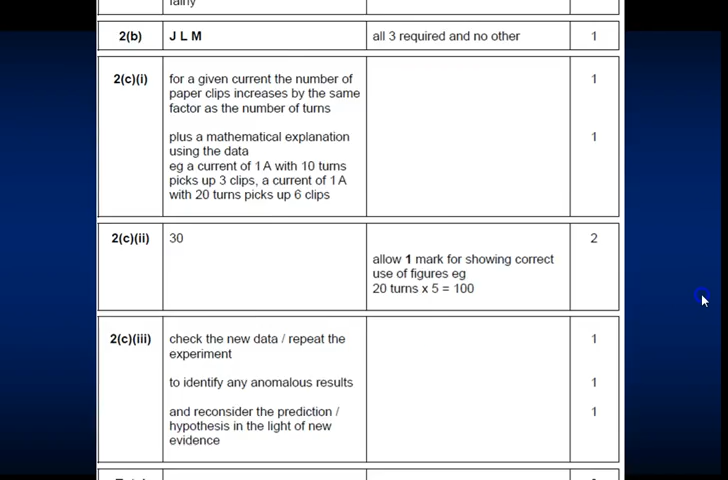 fairly
2(b) J L M all 3 required and no other 1
2(c)(i) for a given current the number of 1
paper clips increases by the same
factor as the number of turns
plus a mathematical explanation 1
using the data
eg a current of 1 A with 10 turns
picks up 3 clips, a current of 1 A
with 20 turns picks up 6 clips
2(c)(ii) 30 2
allow 1 mark for showing correct
use of figures eg
20 turns x 5 = 100
2(c)(iii) check the new data / repeat the 1
experiment
to identify any anomalous results 1
and reconsider the prediction / 1
hypothesis in the light of new
evidence